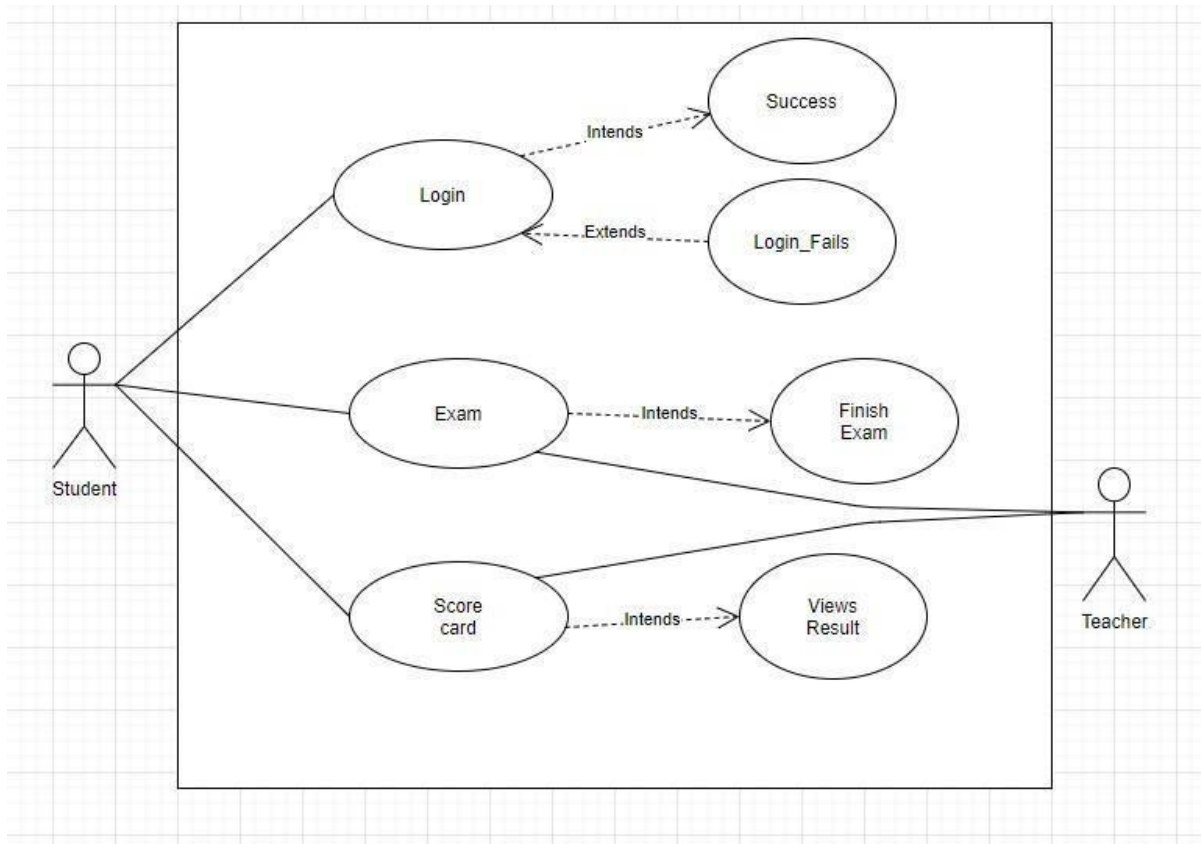 Success
Intends
Login
Extends
Login_Fails
Exam
Intends
Finish
Exam
Student
Score
card
Intends
Views
Result
Teacher